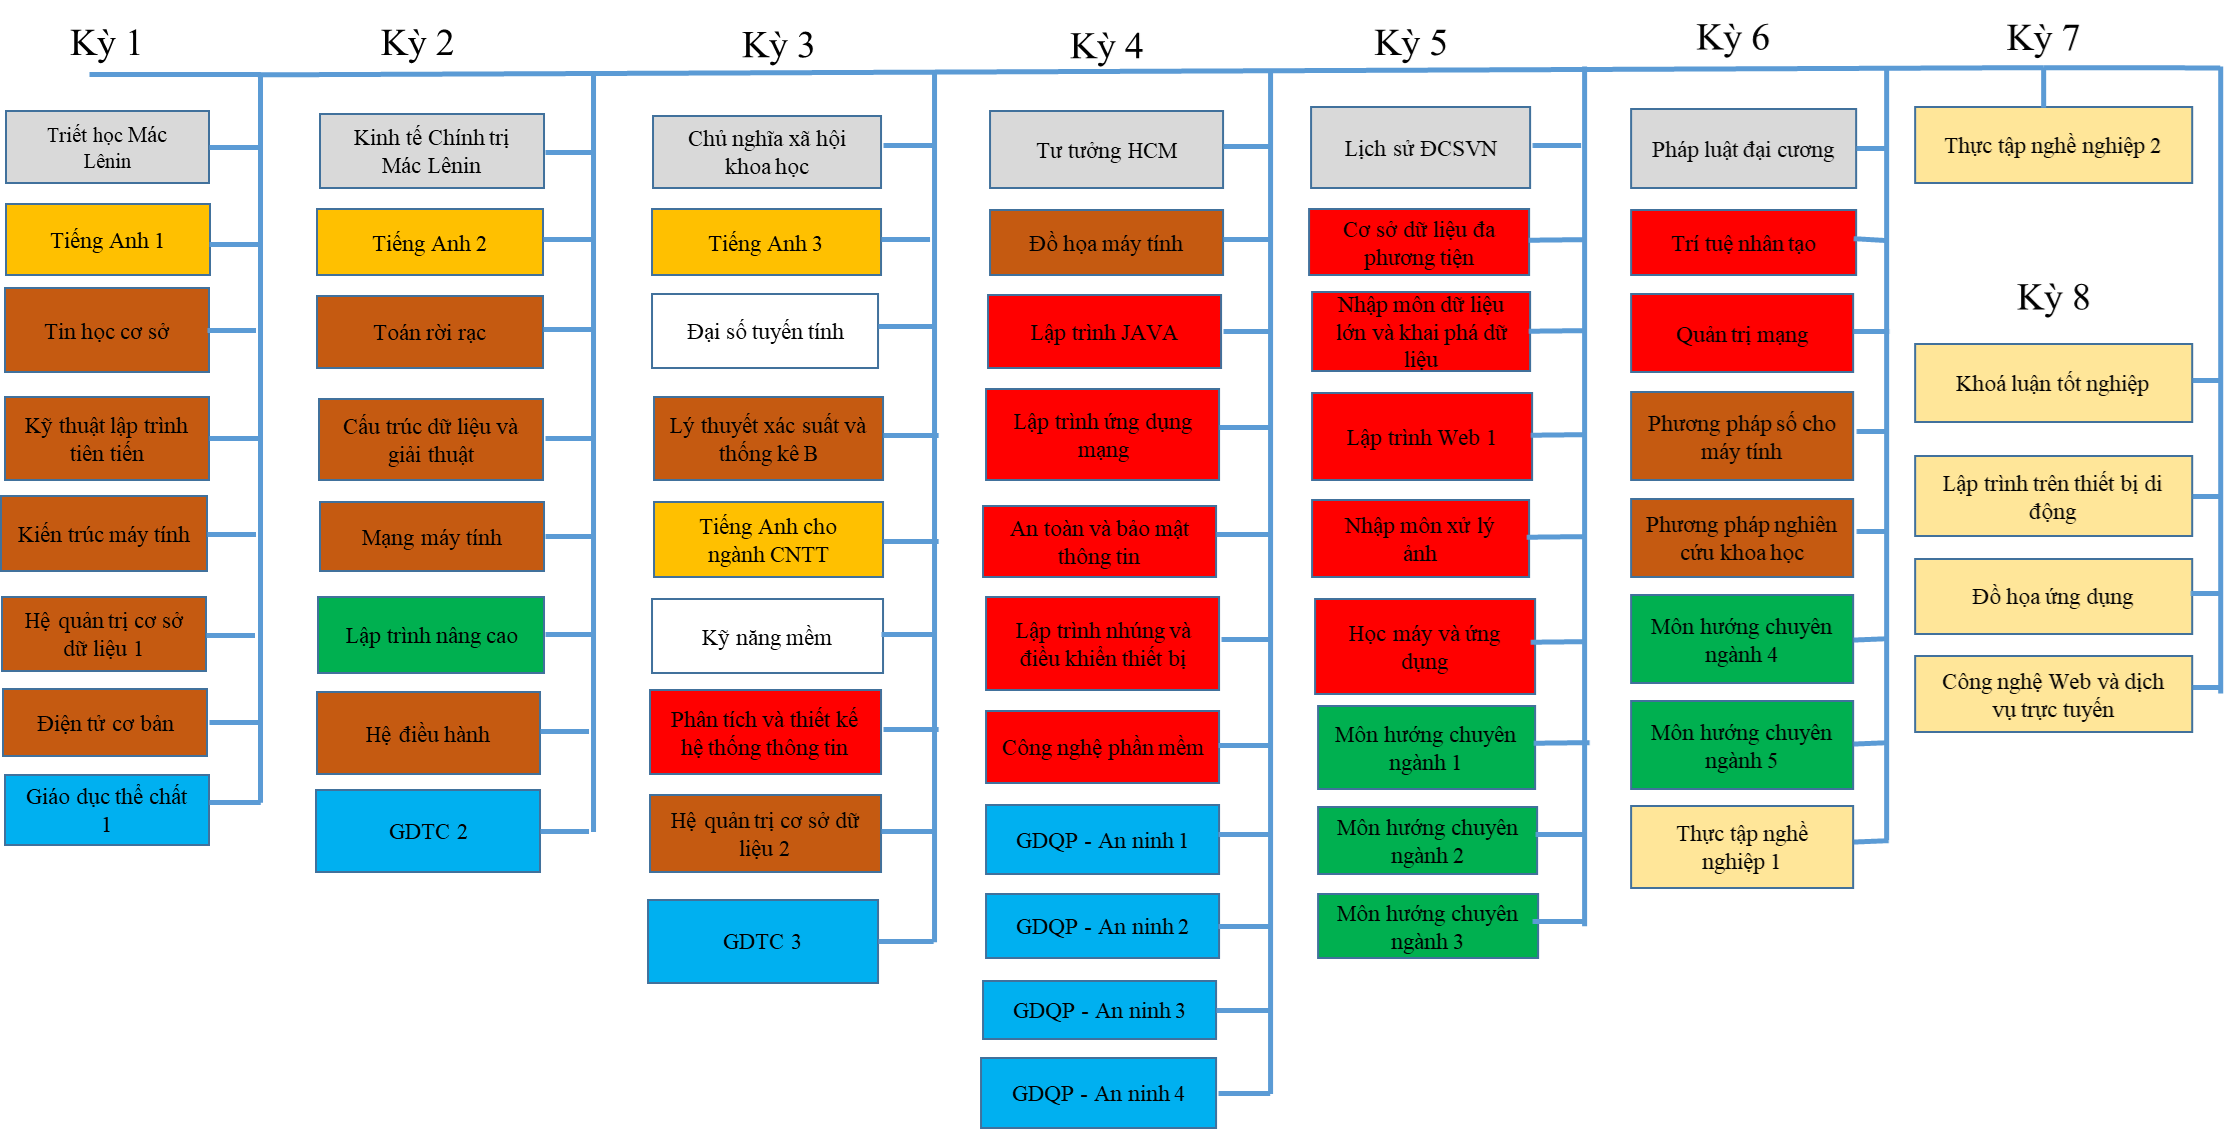 Kỳ 1
Triết học Mác
Lênin
Tiếng Anh 1
Tin học cơ sở
Kỹ thuật lập trình
tiên tiến
Kiến trúc máy tính
Hệ quản trị cơ sở
dữ liệu 1
Điện tử cơ bản
Giáo dục thể chất
1
Kỳ 2
Kinh tế Chính trị
Mác Lênin
Tiếng Anh 2
Toán rời rạc
Cấu trúc dữ liệu và
giải thuật
Mạng máy tính
Lập trình nâng cao
Hệ điều hành
GDTC 2
Kỳ 3
Chủ nghĩa xã hội
khoa học
Tiếng Anh 3
Đại số tuyến tính
Lý thuyết xác suất và
thống kê B
Tiếng Anh cho
ngành CNTT
Kỹ năng mềm
Phân tích và thiết kế
hệ thống thông tin
Hệ quản trị cơ sở dữ
liệu 2
GDTC 3
Kỳ 4
Tư tưởng HCM
Đồ họa máy tính
Lập trình JAVA
Lập trình ứng dụng
mạng
An toàn và bảo mật
thông tin
Lập trình nhúng và
điều khiển thiết bị
Công nghệ phần mềm
GDQP - An ninh 1
GDQP - An ninh 2
GDQP - An ninh 3
GDQP - An ninh 4
Kỳ 5
Lịch sử ĐCSVN
Cơ sở dữ liệu đa
phương tiện
Nhập môn dữ liệu
lớn và khai phá dữ
liệu
Lập trình Web 1
Nhập môn xử lý
ảnh
Học máy và ứng
dụng
Môn hướng chuyên
ngành 1
Môn hướng chuyên
ngành 2
Môn hướng chuyên
ngành 3
Kỳ 6
Pháp luật đại cương
Trí tuệ nhân tạo
Quản trị mạng
Phương pháp số cho
máy tính
Phương pháp nghiên
cứu khoa học
Môn hướng chuyên
ngành 4
Môn hướng chuyên
ngành 5
Thực tập nghề
nghiệp 1
Kỳ 7
Thực tập nghề nghiệp 2
Kỳ 8
Khoá luận tốt nghiệp
Lập trình trên thiết bị di
động
Đồ họa ứng dụng
Công nghệ Web và dịch
vụ trực tuyến